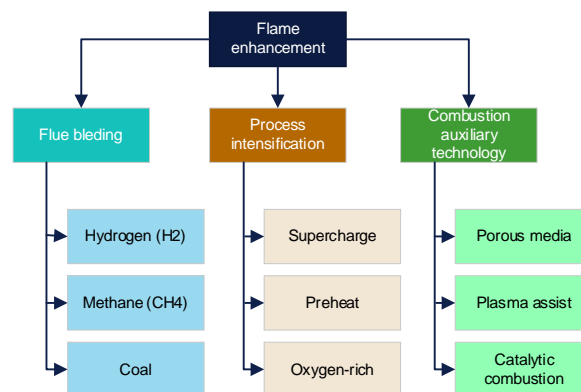 Flame
enhancement
Flue bleding
Process
intensification
Combustion
auxiliary
technology
Hydrogen (H2)
Supercharge
Porous media
Methane (CH4)
Preheat
Plasma assist
Coal
Oxygen-rich
Catalytic
combustion